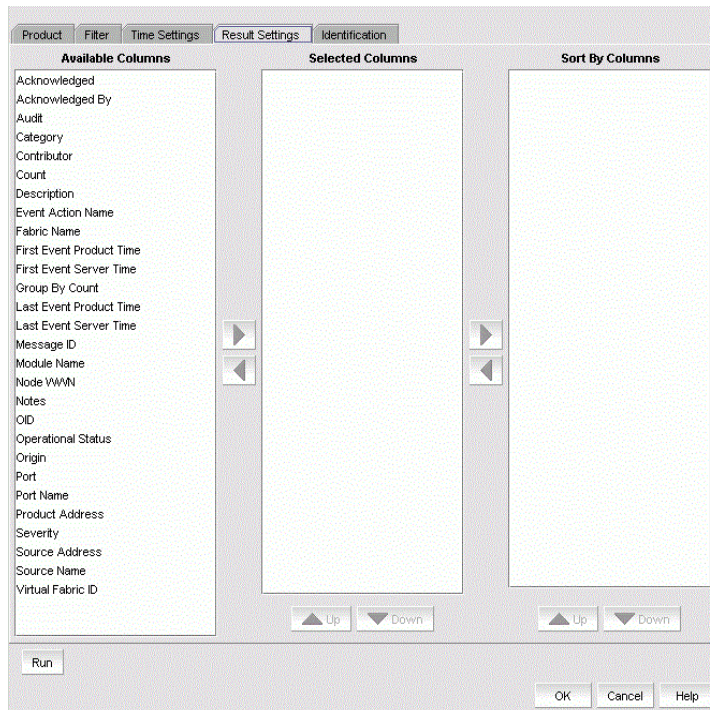 Product Filter Time Settings Result Settings Identification
Available Columns Selected Columns Sort By Columns
Acknowledged
Acknowledged By
Audit
Category
Contributor
Count
Description
Event Action Name
Fabric Name
First Event Product Time
First Event Server Time
Group By Count
Last Event Product Time
Last Event Server Time
Message ID
Module Name
Node WWN
Notes
OID
Operational Status
Origin
Port
Port Name
Product Address
Severity
Source Address
Source Name
Virtual Fabric ID
Up Down Up Down
Run
OK Cancel Help